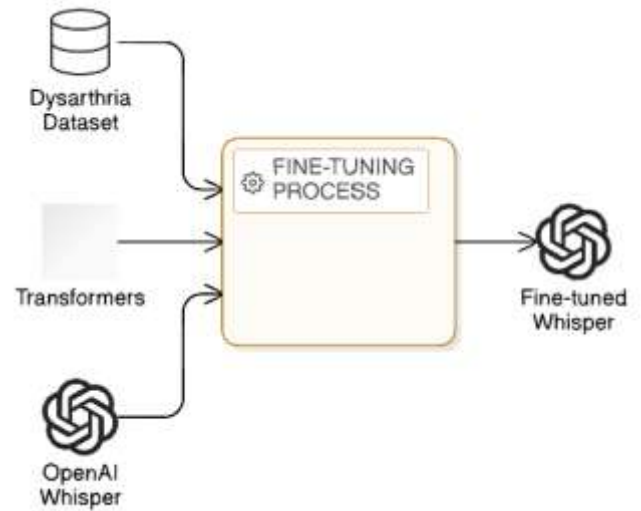 Dysarthria
Dataset
FINE-TUNING
PROCESS
Transformers
Fine-tuned
Whisper
OpenAI
Whisper